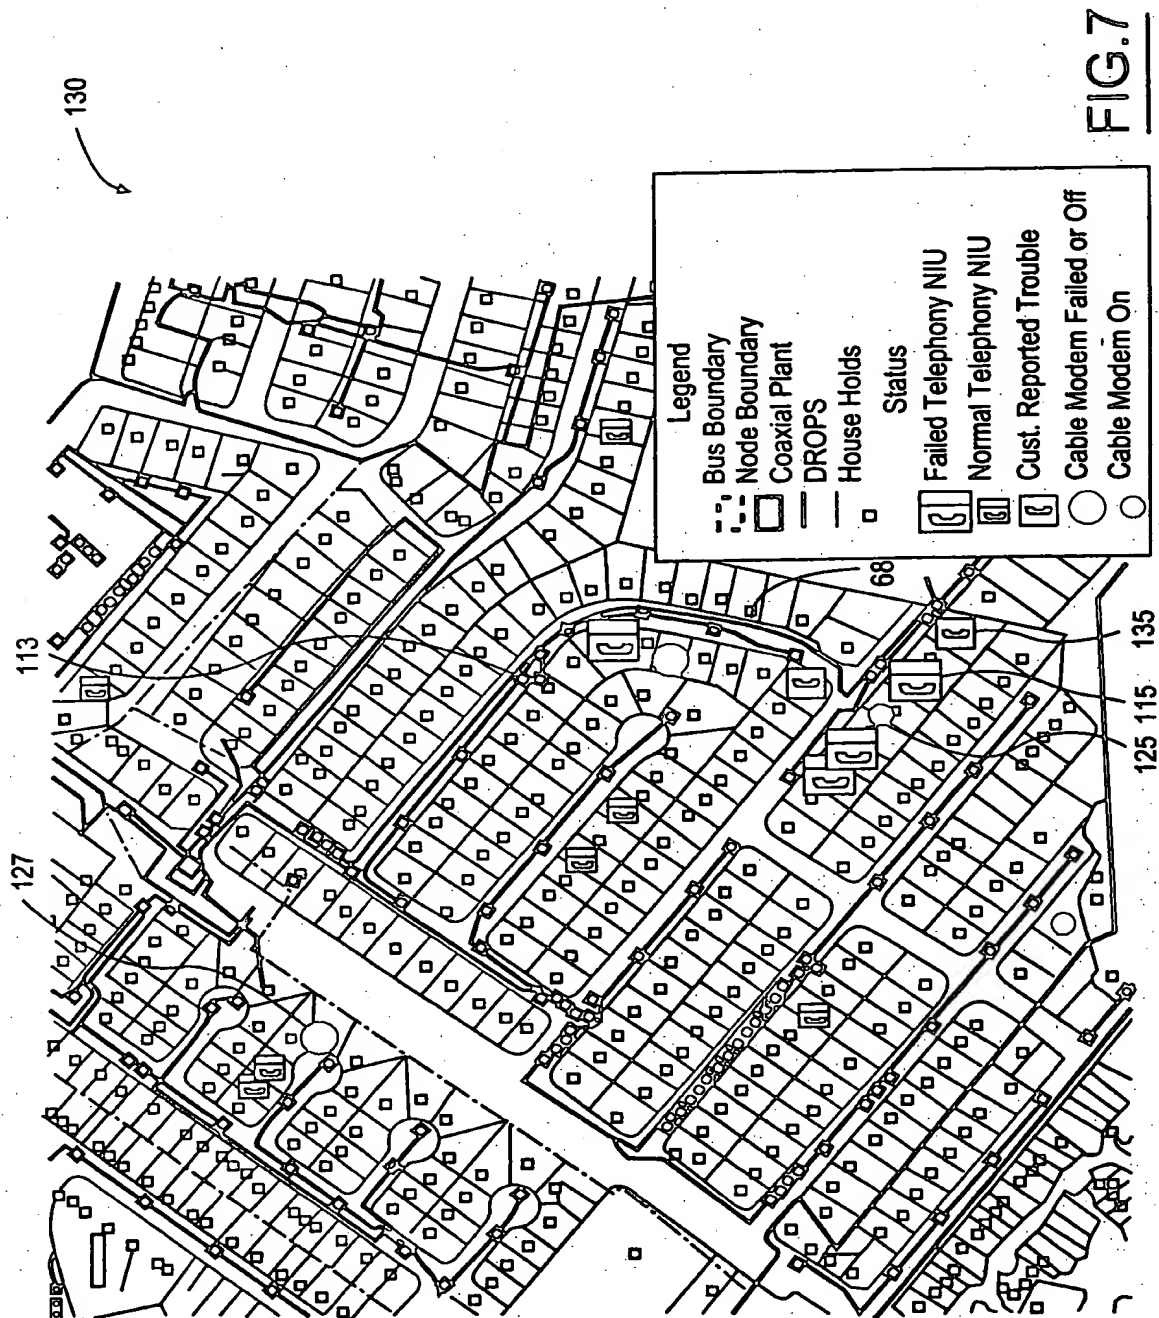 130
113
127
68
135
115
125
Legend
Bus Boundary
Node Boundary
Coaxial Plant
DROPS
House Holds
Status
Failed Telephony NIU
Normal Telephony NIU
Cust. Reported Trouble
Cable Modem Failed or Off
Cable Modem On
FIG.7